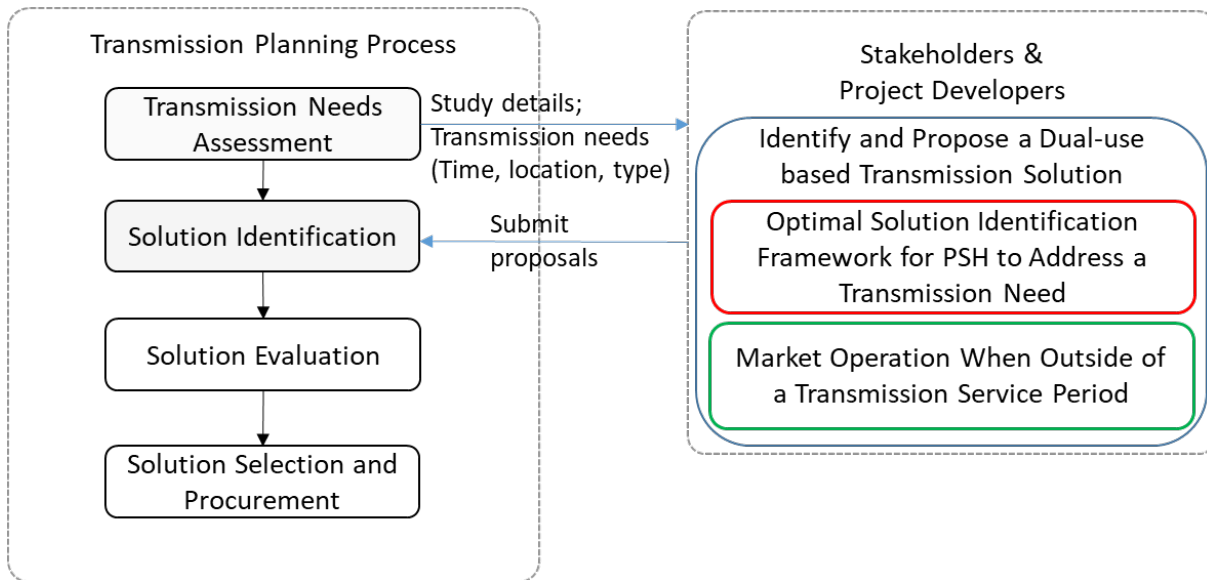 Transmission Planning Process
Transmission Needs
Assessment
Solution Identification
Solution Evaluation
Solution Selection and
Procurement
Study details;
Transmission needs
(Time, location, type)
Submit
proposals
Stakeholders &
Project Developers
Identify and Propose a Dual-use
based Transmission Solution
Optimal Solution Identification
Framework for PSH to Address a
Transmission Need
Market Operation When Outside of
a Transmission Service Period